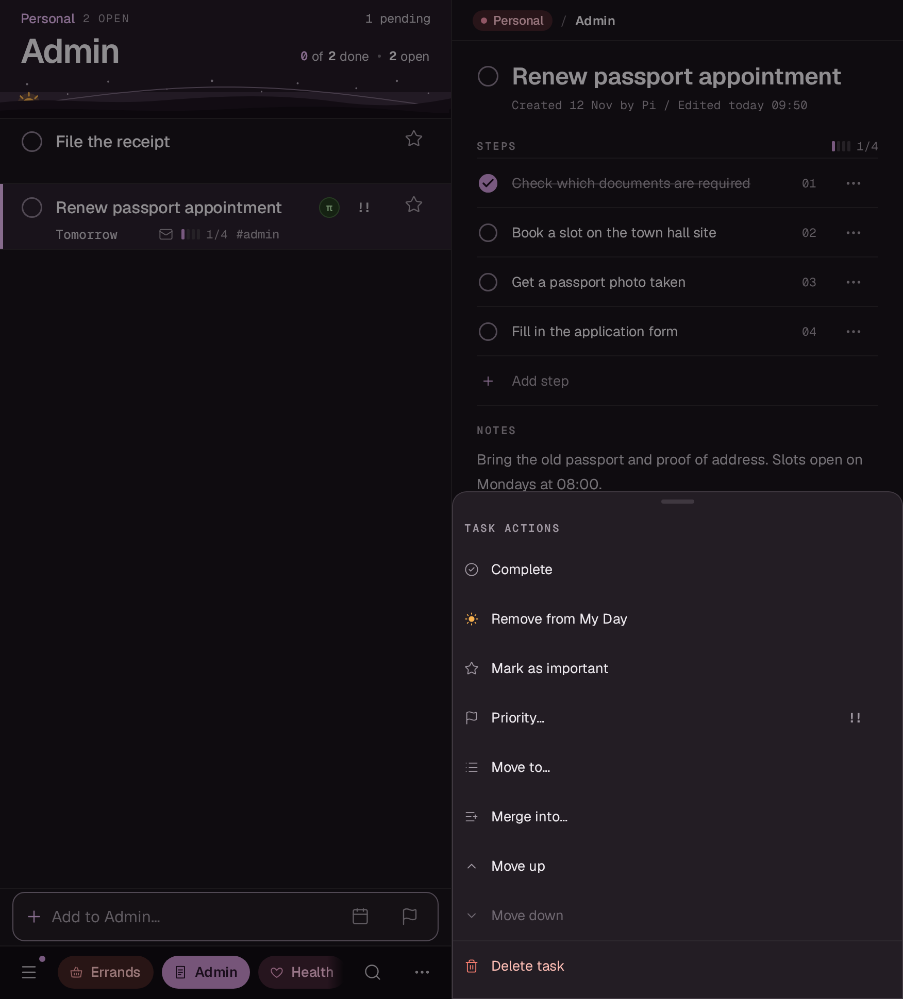 Personal 2 OPEN
1 pending
Admin
0 of 2 done • 2 open
File the receipt
Renew passport appointment
π
!!
Tomorrow
1/4 #admin
+ Add to Admin…
Errands
Admin
Health
Personal / Admin
Renew passport appointment
Created 12 Nov by Pi / Edited today 09:50
STEPS
1/4
Check which documents are required 01
Book a slot on the town hall site 02
Get a passport photo taken 03
Fill in the application form 04
+ Add step
NOTES
Bring the old passport and proof of address. Slots open on
Mondays at 08:00.
TASK ACTIONS
Complete
Remove from My Day
Mark as important
Priority… !!
Move to…
Merge into…
Move up
Move down
Delete task